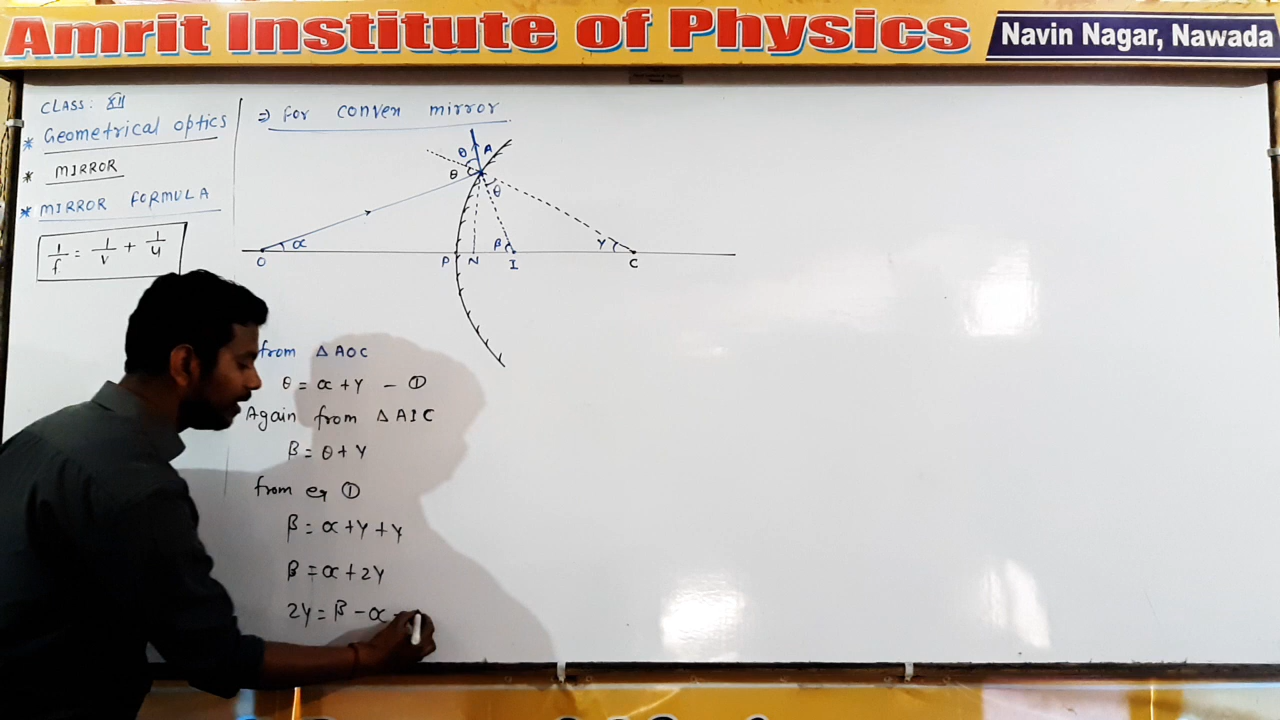 Amrit Institute of Physics
Navin Nagar, Nawada
CLASS: XII
* Geometrical optics
* MIRROR
* MIRROR FORMULA
1/f = 1/v + 1/u
⇒ For conven mirror
θ A
θ
θ
α β γ
O P N I C
from △AOC
θ = α + γ – ①
Again from △AIC
β = θ + γ
from eq ①
β = α + γ + γ
β = α + 2γ
2γ = β – α –